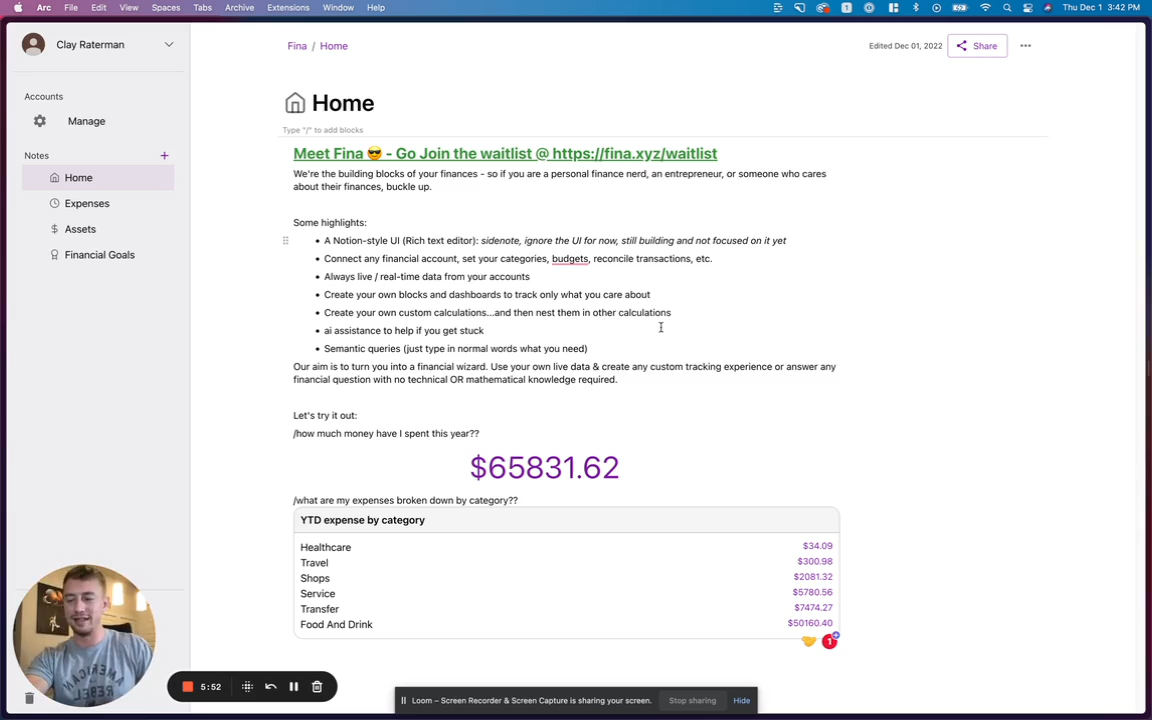 Arc File Edit View Spaces Tabs Archive Extensions Window Help 1 Thu Dec 1 3:42 PM
Clay Raterman
Fina / Home
Edited Dec 01, 2022
Share
Accounts
Manage
Notes
Home
Expenses
Assets
Financial Goals
Home
Type "/" to add blocks
Meet Fina 😎 - Go Join the waitlist @ https://fina.xyz/waitlist
We're the building blocks of your finances - so if you are a personal finance nerd, an entrepreneur, or someone who cares
about their finances, buckle up.
Some highlights:
• A Notion-style UI (Rich text editor): sidenote, ignore the UI for now, still building and not focused on it yet
• Connect any financial account, set your categories, budgets, reconcile transactions, etc.
• Always live / real-time data from your accounts
• Create your own blocks and dashboards to track only what you care about
• Create your own custom calculations...and then nest them in other calculations
• ai assistance to help if you get stuck
• Semantic queries (just type in normal words what you need)
Our aim is to turn you into a financial wizard. Use your own live data & create any custom tracking experience or answer any
financial question with no technical OR mathematical knowledge required.
Let's try it out:
/how much money have I spent this year??
$65831.62
/what are my expenses broken down by category??
YTD expense by category
Healthcare $34.09
Travel $300.98
Shops $2081.32
Service $5780.56
Transfer $7474.27
Food And Drink $50160.40
1
AMERICAN
REBEL
5:52
Loom – Screen Recorder & Screen Capture is sharing your screen. Stop sharing Hide